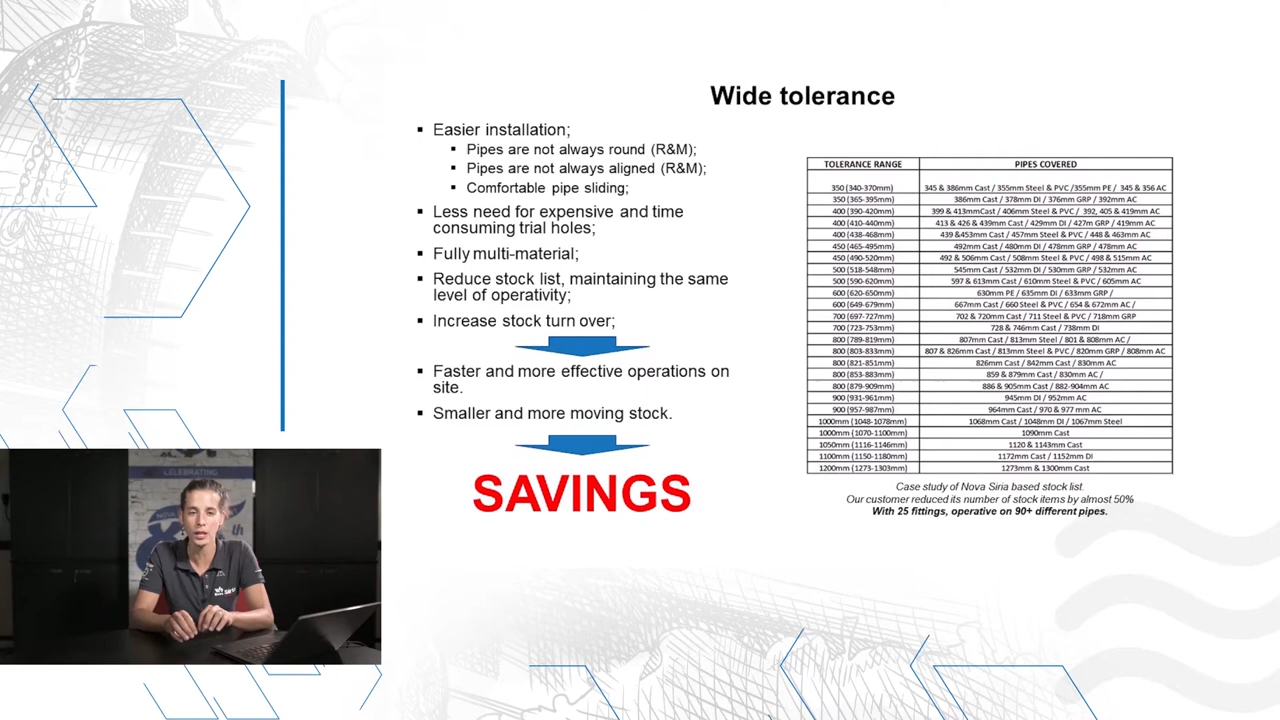 Wide tolerance
Easier installation;
Pipes are not always round (R&M);
Pipes are not always aligned (R&M);
Comfortable pipe sliding;
Less need for expensive and time
consuming trial holes;
Fully multi-material;
Reduce stock list, maintaining the same
level of operativity;
Increase stock turn over;
Faster and more effective operations on
site.
Smaller and more moving stock.
SAVINGS
TOLERANCE RANGE PIPES COVERED
350 (340-370mm) 345 & 386mm Cast / 355mm Steel & PVC /355mm PE / 345 & 356 AC
350 (365-395mm) 386mm Cast / 378mm DI / 376mm GRP / 392mm AC
400 (390-420mm) 399 & 413mmCast / 406mm Steel & PVC / 392, 405 & 419mm AC
400 (410-440mm) 413 & 426 & 439mm Cast / 429mm DI / 427m GRP / 419mm AC
400 (438-468mm) 439 &453mm Cast / 457mm Steel & PVC / 448 & 463mm AC
450 (465-495mm) 492mm Cast / 480mm DI / 478mm GRP / 478mm AC
450 (490-520mm) 492 & 506mm Cast / 508mm Steel & PVC / 498 & 515mm AC
500 (518-548mm) 545mm Cast / 532mm DI / 530mm GRP / 532mm AC
500 (590-620mm) 597 & 613mm Cast / 610mm Steel & PVC / 605mm AC
600 (620-650mm) 630mm PE / 635mm DI / 633mm GRP /
600 (649-679mm) 667mm Cast / 660 Steel & PVC / 654 & 672mm AC /
700 (697-727mm) 702 & 720mm Cast / 711 Steel & PVC / 718mm GRP
700 (723-753mm) 728 & 746mm Cast / 738mm DI
800 (789-819mm) 807mm Cast / 813mm Steel / 801 & 808mm AC /
800 (803-833mm) 807 & 826mm Cast / 813mm Steel & PVC / 820mm GRP / 808mm AC
800 (821-851mm) 826mm Cast / 842mm Cast / 830mm AC
800 (853-883mm) 859 & 879mm Cast / 830mm AC /
800 (879-909mm) 886 & 905mm Cast / 882-904mm AC
900 (931-961mm) 945mm DI / 952mm AC
900 (957-987mm) 964mm Cast / 970 & 977 mm AC
1000mm (1048-1078mm) 1068mm Cast / 1048mm DI / 1067mm Steel
1000mm (1070-1100mm) 1090mm Cast
1050mm (1116-1146mm) 1120 & 1143mm Cast
1100mm (1150-1180mm) 1172mm Cast / 1152mm DI
1200mm (1273-1303mm) 1273mm & 1300mm Cast
Case study of Nova Siria based stock list.
Our customer reduced its number of stock items by almost 50%
With 25 fittings, operative on 90+ different pipes.
CELEBRATING